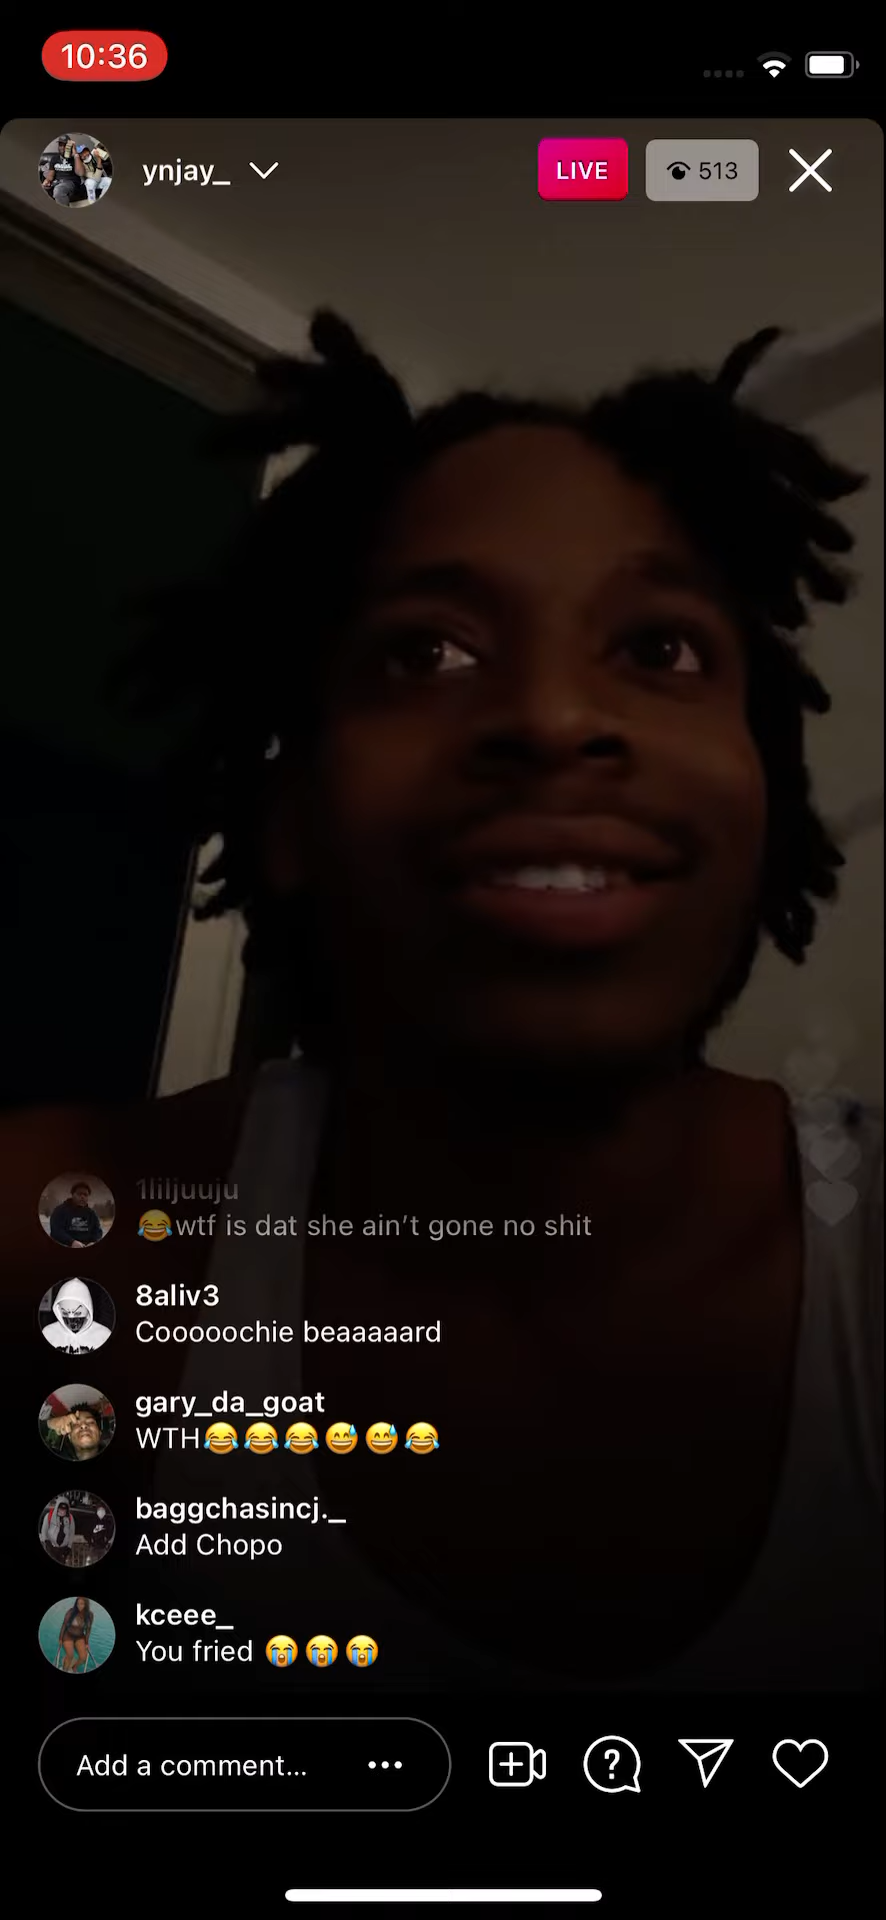 10:36
ynjay_
LIVE
513
1liljuuju
😂wtf is dat she ain't gone no shit
8aliv3
Cooooochie beaaaaard
gary_da_goat
WTH😂😂😂😅😅😂
baggchasincj._
Add Chopo
kceee_
You fried 😭😭😭
Add a comment...